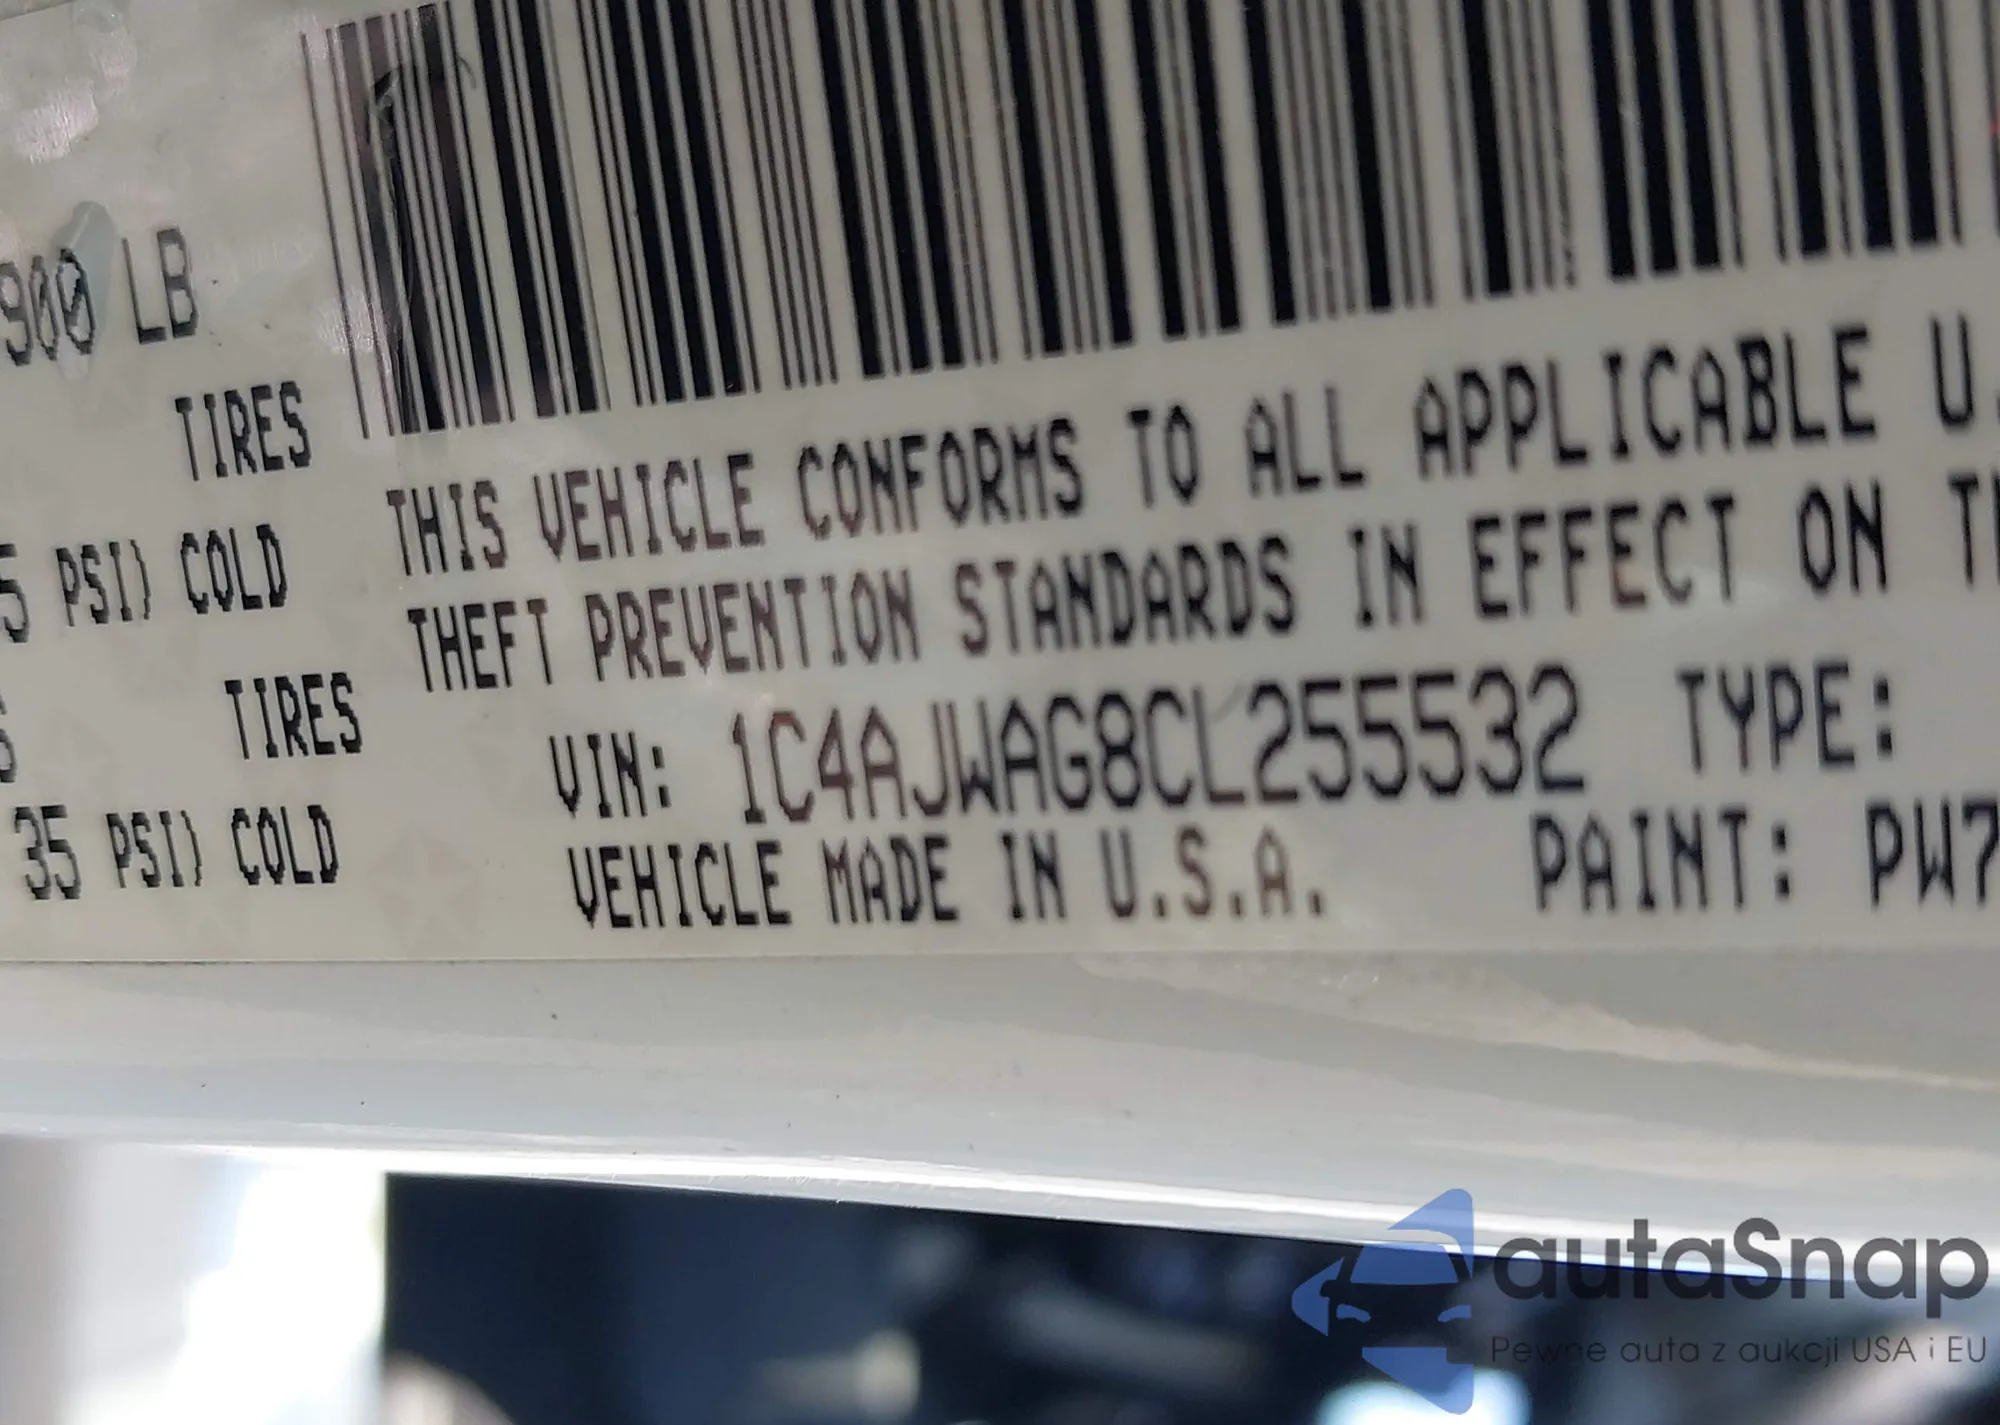 900 LB
TIRES
5 PSI) COLD
TIRES
35 PSI) COLD
THIS VEHICLE CONFORMS TO ALL APPLICABLE U.
THEFT PREVENTION STANDARDS IN EFFECT ON
VIN: 1C4AJWAG8CL255532 TYPE:
VEHICLE MADE IN U.S.A. PAINT: PW7
autaSnap
Pewne auta z aukcji USA i EU